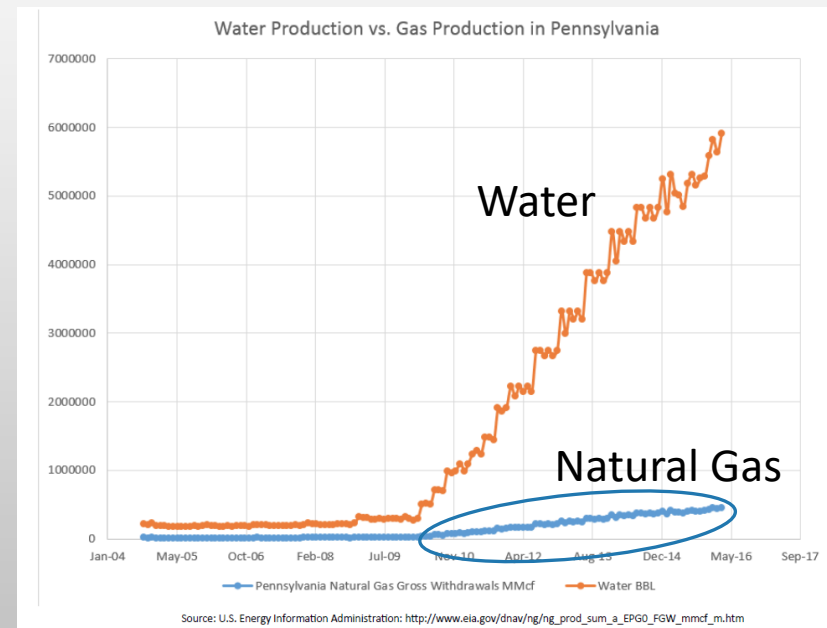 Water Production vs. Gas Production in Pennsylvania
7000000
6000000
5000000
4000000
3000000
2000000
1000000
0
Water
Natural Gas
Jan-04 May-05 Oct-06 Feb-08 Jul-09 Nov-10 Apr-12 Aug-13 Dec-14 May-16 Sep-17
Pennsylvania Natural Gas Gross Withdrawals MMcf Water BBL
Source: U.S. Energy Information Administration: http://www.eia.gov/dnav/ng/ng_prod_sum_a_EPG0_FGW_mmcf_m.htm